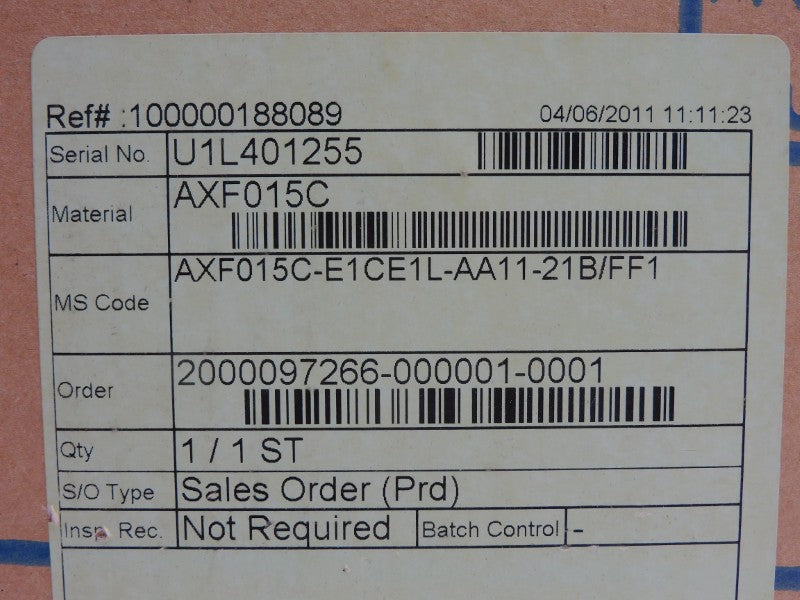 Ref# :100000188089 04/06/2011 11:11:23
Serial No. U1L401255
Material AXF015C
MS Code AXF015C-E1CE1L-AA11-21B/FF1
Order 2000097266-000001-0001
Qty 1 / 1 ST
S/O Type Sales Order (Prd)
Insp. Rec. Not Required Batch Control -